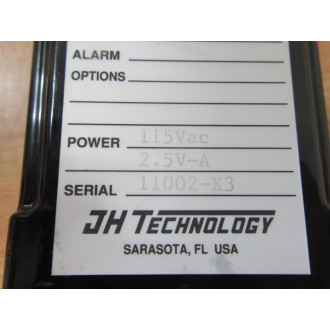 ALARM
OPTIONS
POWER 115Vac
2.5V-A
SERIAL 11002-X3
JH TECHNOLOGY
SARASOTA, FL USA